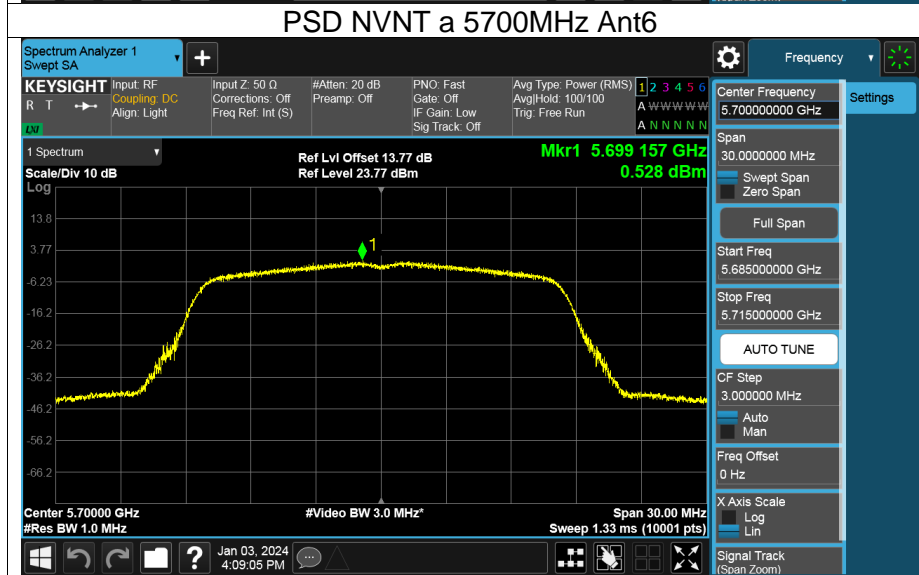 (Span Zoom)
PSD NVNT a 5700MHz Ant6
Spectrum Analyzer 1
Swept SA
+
Frequency
KEYSIGHT
R T
LXI
Input: RF
Coupling: DC
Align: Light
Input Z: 50 Ω
Corrections: Off
Freq Ref: Int (S)
#Atten: 20 dB
Preamp: Off
PNO: Fast
Gate: Off
IF Gain: Low
Sig Track: Off
Avg Type: Power (RMS)
Avg|Hold: 100/100
Trig: Free Run
1 2 3 4 5 6
A W W W W W
A N N N N N
1 Spectrum
Scale/Div 10 dB
Ref Lvl Offset 13.77 dB
Ref Level 23.77 dBm
Mkr1 5.699 157 GHz
0.528 dBm
Log
13.8
3.77
-6.23
-16.2
-26.2
-36.2
-46.2
-56.2
-66.2
1
Center 5.70000 GHz
#Res BW 1.0 MHz
#Video BW 3.0 MHz*
Span 30.00 MHz
Sweep 1.33 ms (10001 pts)
?
Jan 03, 2024
4:09:05 PM
Center Frequency
5.700000000 GHz
Span
30.0000000 MHz
Swept Span
Zero Span
Full Span
Start Freq
5.685000000 GHz
Stop Freq
5.715000000 GHz
AUTO TUNE
CF Step
3.000000 MHz
Auto
Man
Freq Offset
0 Hz
X Axis Scale
Log
Lin
Signal Track
(Span Zoom)
Settings